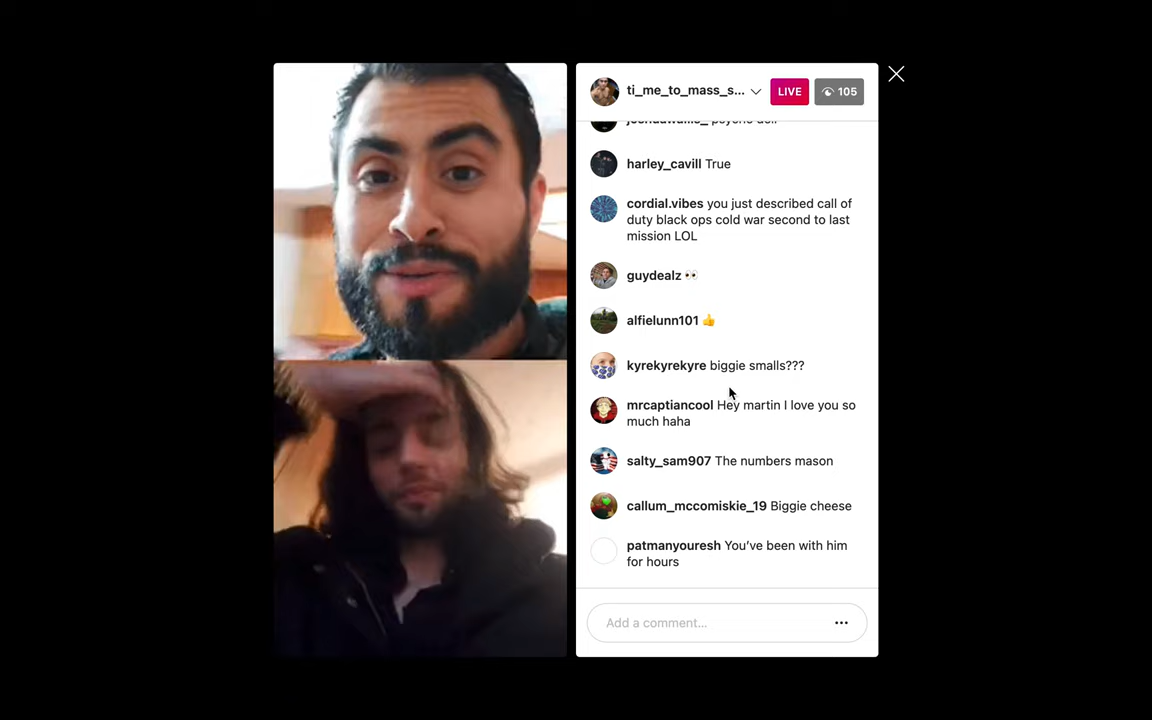 ti_me_to_mass_s...
LIVE
105
harley_cavill True
cordial.vibes you just described call of
duty black ops cold war second to last
mission LOL
guydealz 👀
alfielunn101 👍
kyrekyrekyre biggie smalls???
mrcaptiancool Hey martin I love you so
much haha
salty_sam907 The numbers mason
callum_mccomiskie_19 Biggie cheese
patmanyouresh You’ve been with him
for hours
Add a comment...